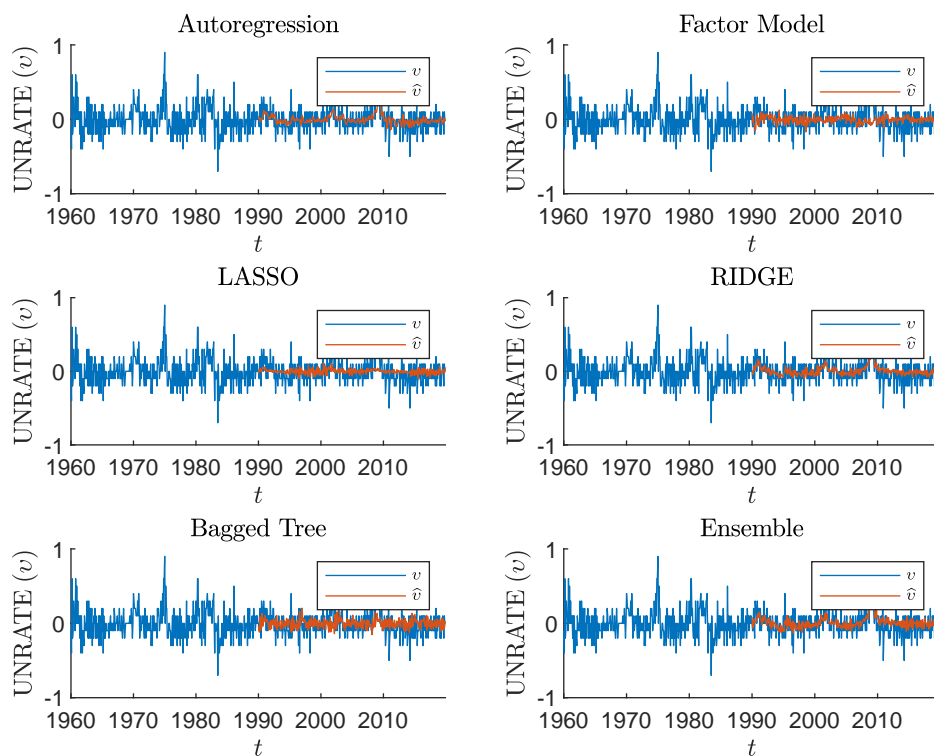 Autoregression
UNRATE (υ)
1
0
-1
υ
υ̂
1960 1970 1980 1990 2000 2010
t
Factor Model
UNRATE (υ)
1
0
-1
υ
υ̂
1960 1970 1980 1990 2000 2010
t
LASSO
UNRATE (υ)
1
0
-1
υ
υ̂
1960 1970 1980 1990 2000 2010
t
RIDGE
UNRATE (υ)
1
0
-1
υ
υ̂
1960 1970 1980 1990 2000 2010
t
Bagged Tree
UNRATE (υ)
1
0
-1
υ
υ̂
1960 1970 1980 1990 2000 2010
t
Ensemble
UNRATE (υ)
1
0
-1
υ
υ̂
1960 1970 1980 1990 2000 2010
t